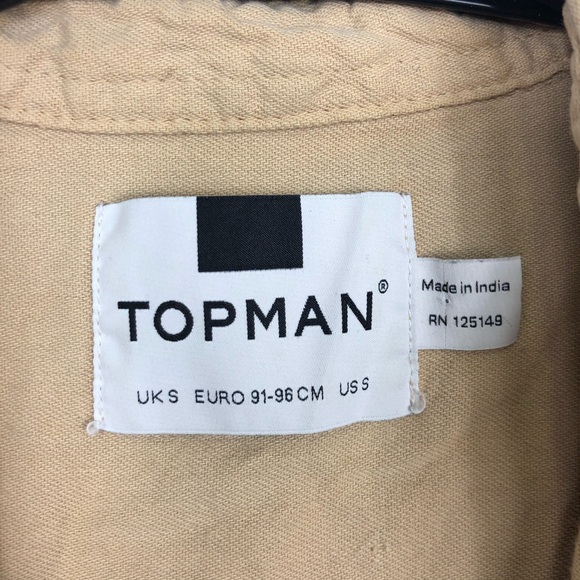 TOPMAN®
UK S EURO 91-96 CM US S
Made in India
RN 125149